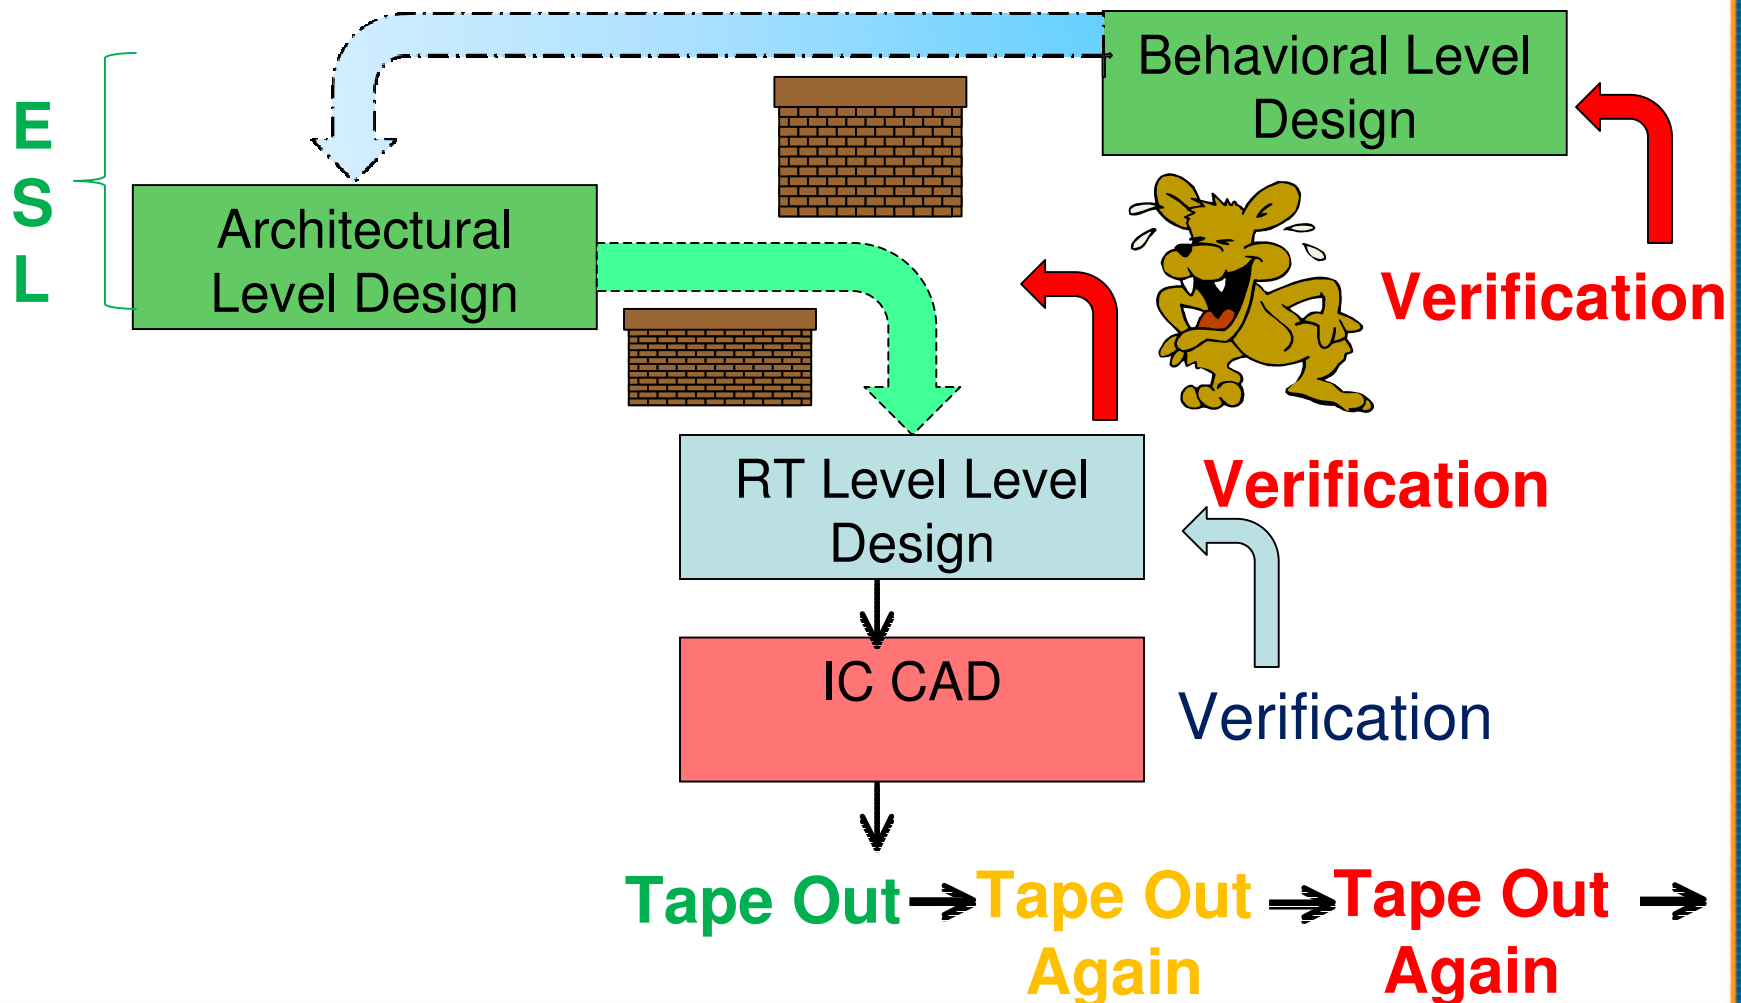 Behavioral Level
Design
E
S
L
Architectural
Level Design
Verification
RT Level Level
Design
Verification
IC CAD
Verification
Tape Out
Tape Out
Again
Tape Out
Again